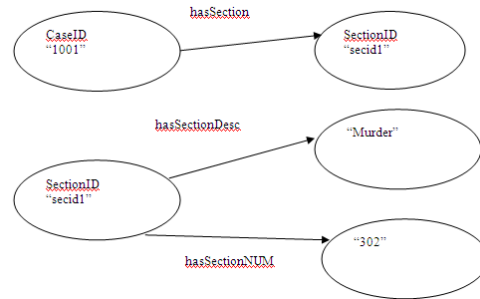 hasSection
CaseID
"1001"
SectionID
"secid1"
hasSectionDesc
"Murder"
SectionID
"secid1"
"302"
hasSectionNUM